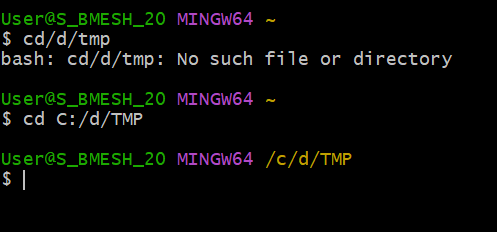 User@S_BMESH_20 MINGW64 ~
$ cd/d/tmp
bash: cd/d/tmp: No such file or directory
User@S_BMESH_20 MINGW64 ~
$ cd C:/d/TMP
User@S_BMESH_20 MINGW64 /c/d/TMP
$